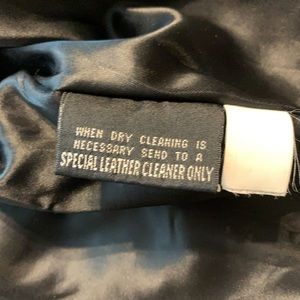 WHEN DRY CLEANING IS
NECESSARY SEND TO A
SPECIAL LEATHER CLEANER ONLY